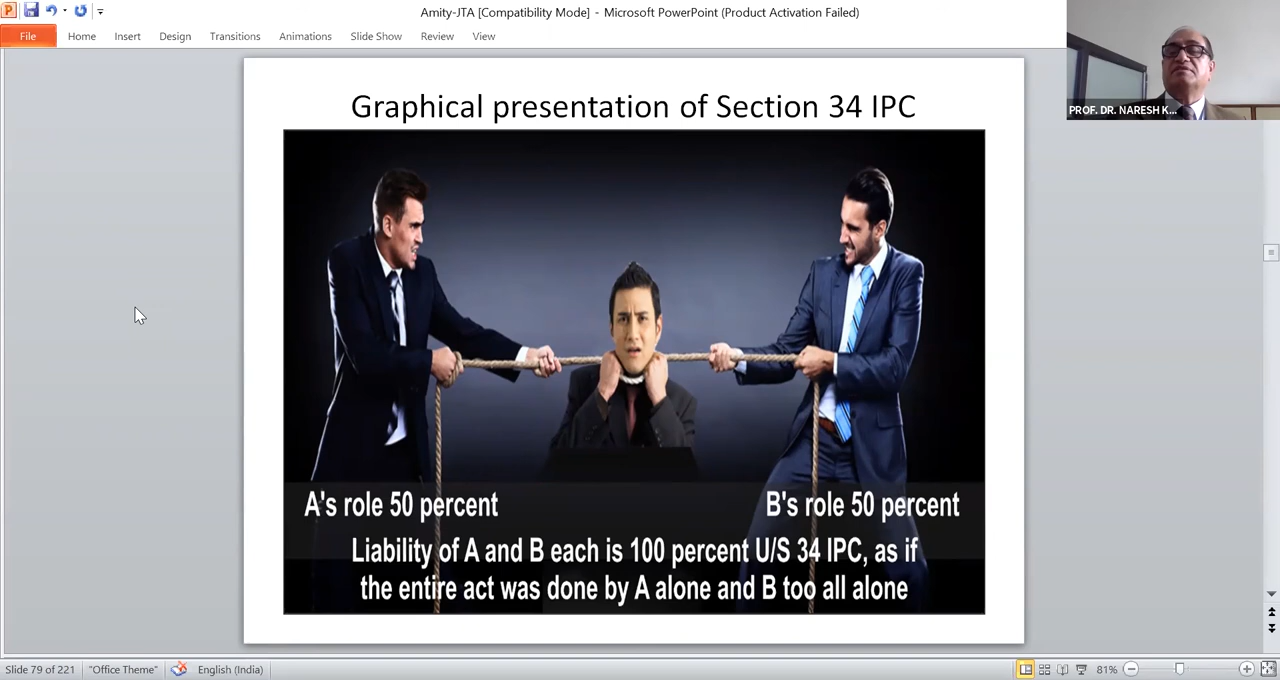 Amity-JTA [Compatibility Mode] - Microsoft PowerPoint (Product Activation Failed)
File Home Insert Design Transitions Animations Slide Show Review View
PROF. DR. NARESH K...
Graphical presentation of Section 34 IPC
A's role 50 percent B's role 50 percent
Liability of A and B each is 100 percent U/S 34 IPC, as if
the entire act was done by A alone and B too all alone
Slide 79 of 221 "Office Theme" English (India) 81%